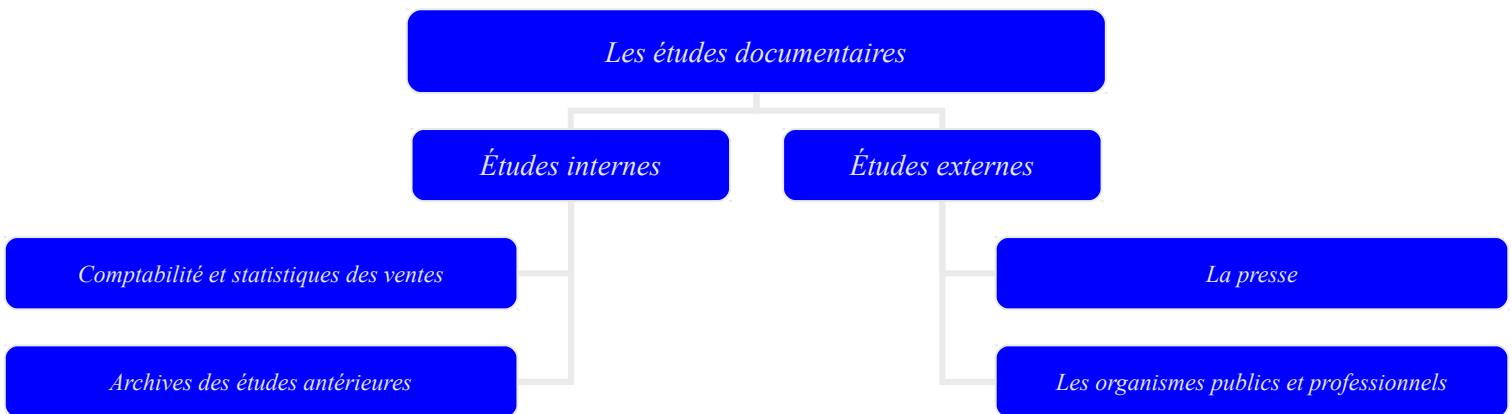 Les études documentaires
Études internes
Études externes
Comptabilité et statistiques des ventes
La presse
Archives des études antérieures
Les organismes publics et professionnels